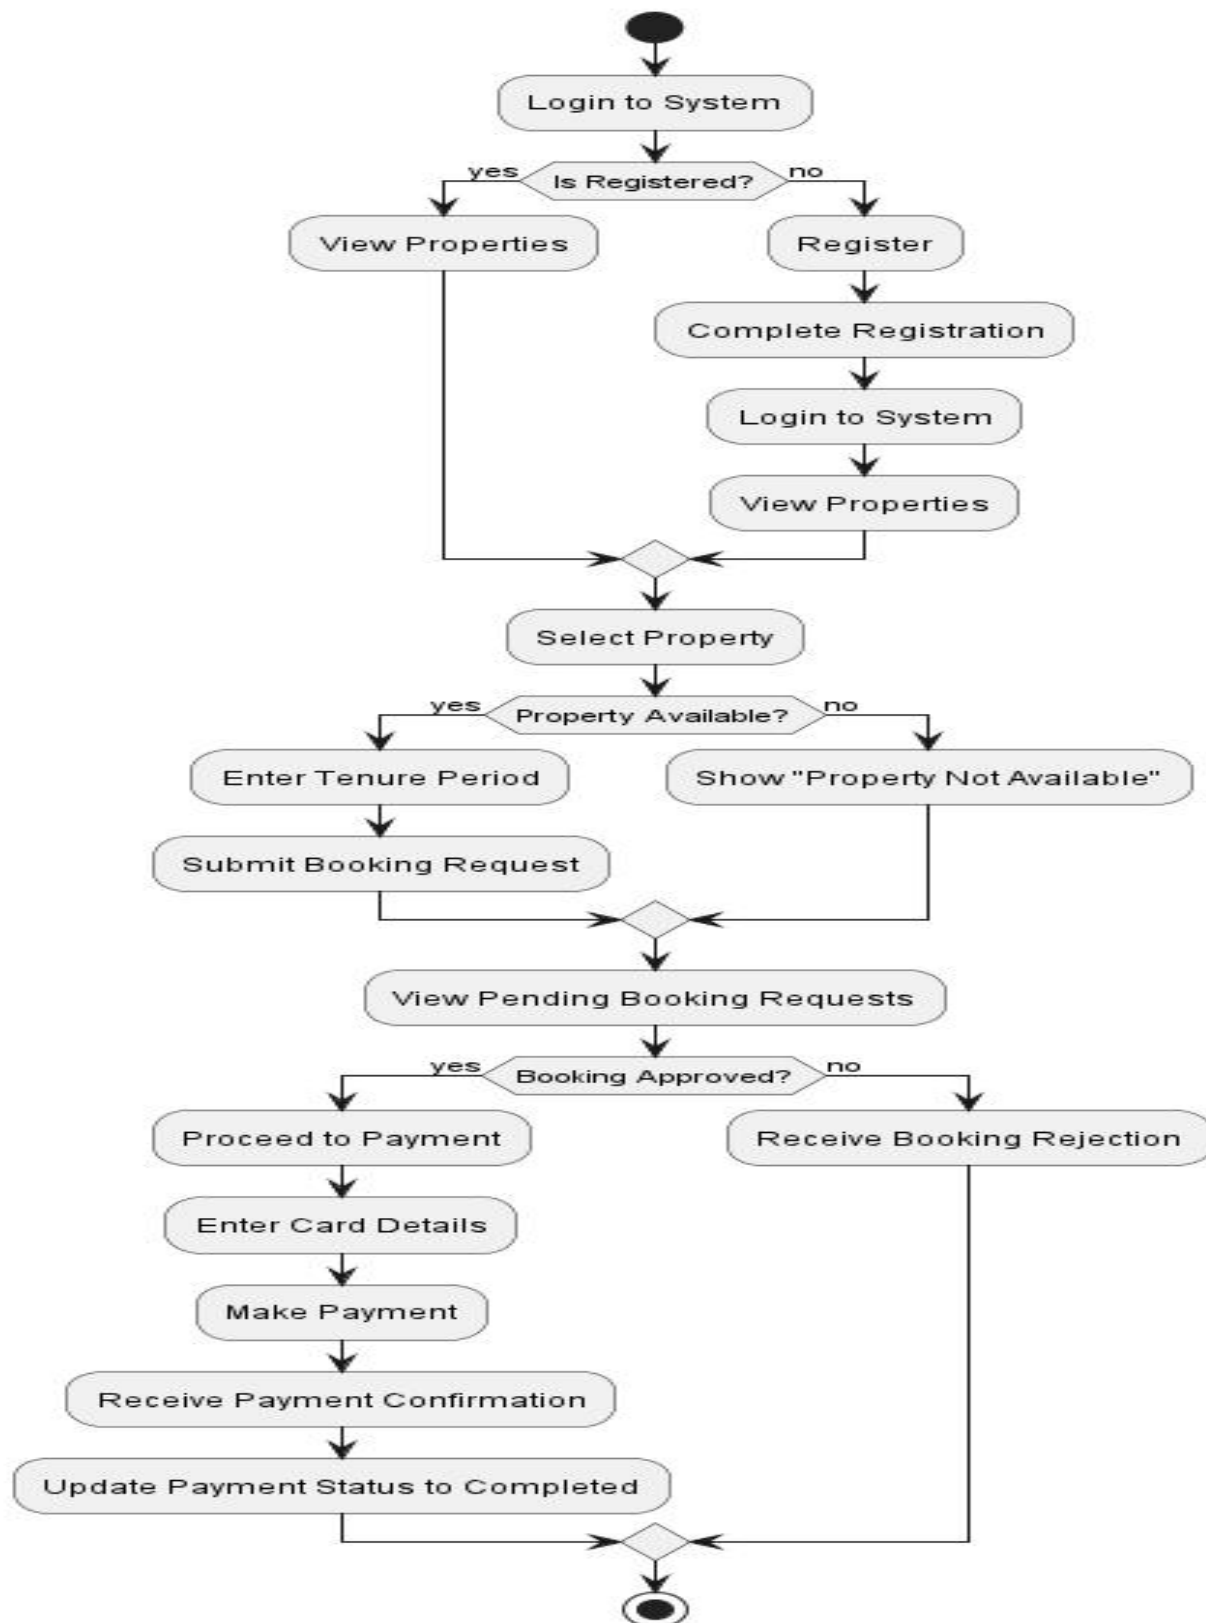 Login to System
yes
Is Registered?
no
View Properties
Register
Complete Registration
Login to System
View Properties
Select Property
yes
Property Available?
no
Enter Tenure Period
Show "Property Not Available"
Submit Booking Request
View Pending Booking Requests
yes
Booking Approved?
no
Proceed to Payment
Receive Booking Rejection
Enter Card Details
Make Payment
Receive Payment Confirmation
Update Payment Status to Completed